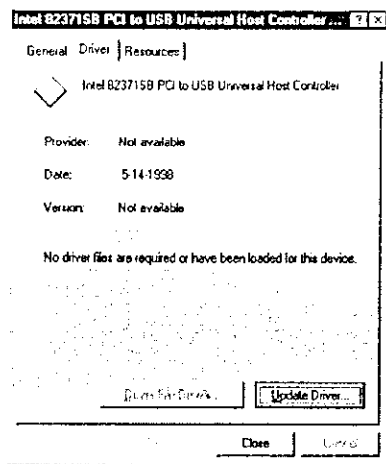 Intel 82371SB PCI to USB Universal Host Controller ...
General Driver Resources
Intel 82371SB PCI to USB Universal Host Controller
Provider: Not available
Date: 5-14-1998
Version: Not available
No driver files are required or have been loaded for this device.
Update Driver...
Close